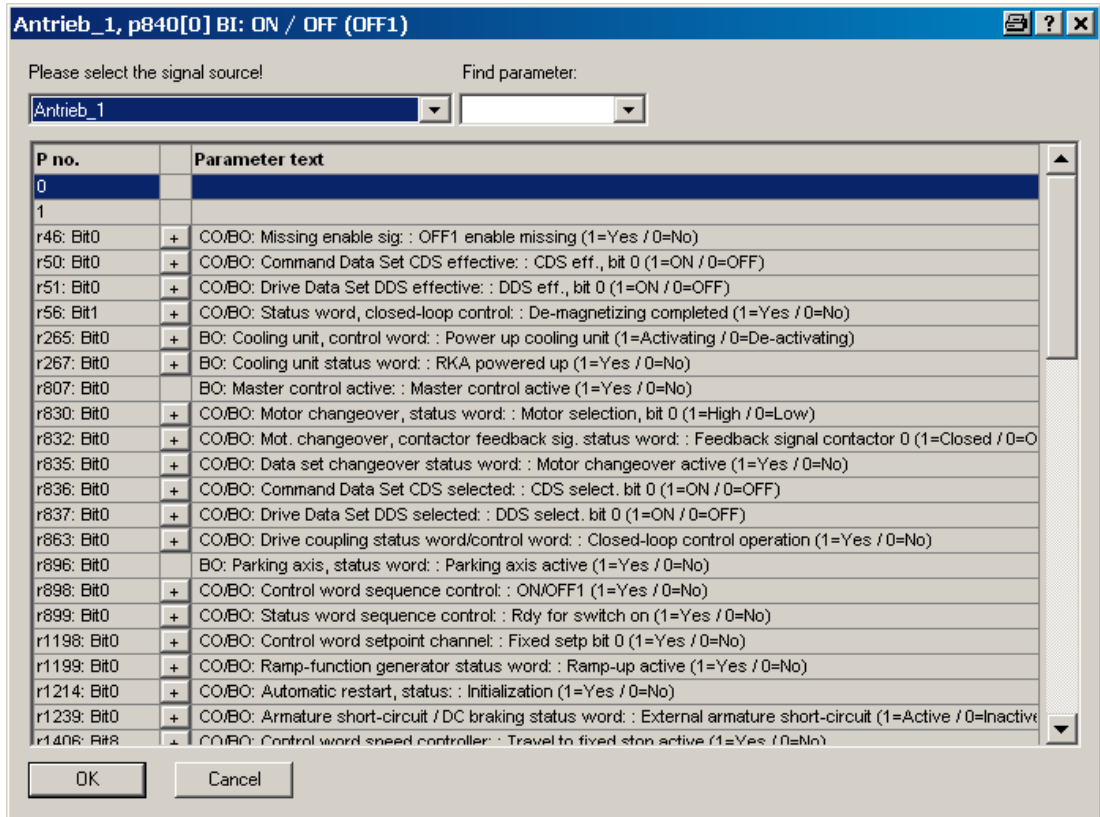 Antrieb_1, p840[0] BI: ON / OFF (OFF1)
Please select the signal source! Find parameter:
Antrieb_1
P no. Parameter text
0
1
r46: Bit0 + CO/BO: Missing enable sig: : OFF1 enable missing (1=Yes / 0=No)
r50: Bit0 + CO/BO: Command Data Set CDS effective: : CDS eff., bit 0 (1=ON / 0=OFF)
r51: Bit0 + CO/BO: Drive Data Set DDS effective: : DDS eff., bit 0 (1=ON / 0=OFF)
r56: Bit1 + CO/BO: Status word, closed-loop control: : De-magnetizing completed (1=Yes / 0=No)
r265: Bit0 + BO: Cooling unit, control word: : Power up cooling unit (1=Activating / 0=De-activating)
r267: Bit0 + BO: Cooling unit status word: : RKA powered up (1=Yes / 0=No)
r807: Bit0 BO: Master control active: : Master control active (1=Yes / 0=No)
r830: Bit0 + CO/BO: Motor changeover, status word: : Motor selection, bit 0 (1=High / 0=Low)
r832: Bit0 + CO/BO: Mot. changeover, contactor feedback sig. status word: : Feedback signal contactor 0 (1=Closed / 0=O
r835: Bit0 + CO/BO: Data set changeover status word: : Motor changeover active (1=Yes / 0=No)
r836: Bit0 + CO/BO: Command Data Set CDS selected: : CDS select. bit 0 (1=ON / 0=OFF)
r837: Bit0 + CO/BO: Drive Data Set DDS selected: : DDS select. bit 0 (1=ON / 0=OFF)
r863: Bit0 + CO/BO: Drive coupling status word/control word: : Closed-loop control operation (1=Yes / 0=No)
r896: Bit0 BO: Parking axis, status word: : Parking axis active (1=Yes / 0=No)
r898: Bit0 + CO/BO: Control word sequence control: : ON/OFF1 (1=Yes / 0=No)
r899: Bit0 + CO/BO: Status word sequence control: : Rdy for switch on (1=Yes / 0=No)
r1198: Bit0 + CO/BO: Control word setpoint channel: : Fixed setp bit 0 (1=Yes / 0=No)
r1199: Bit0 + CO/BO: Ramp-function generator status word: : Ramp-up active (1=Yes / 0=No)
r1214: Bit0 + CO/BO: Automatic restart, status: : Initialization (1=Yes / 0=No)
r1239: Bit0 + CO/BO: Armature short-circuit / DC braking status word: : External armature short-circuit (1=Active / 0=Inactive
r1406: Bit8 + CO/BO: Control word speed controller: : Travel to fixed stop active (1=Yes / 0=No)
OK Cancel